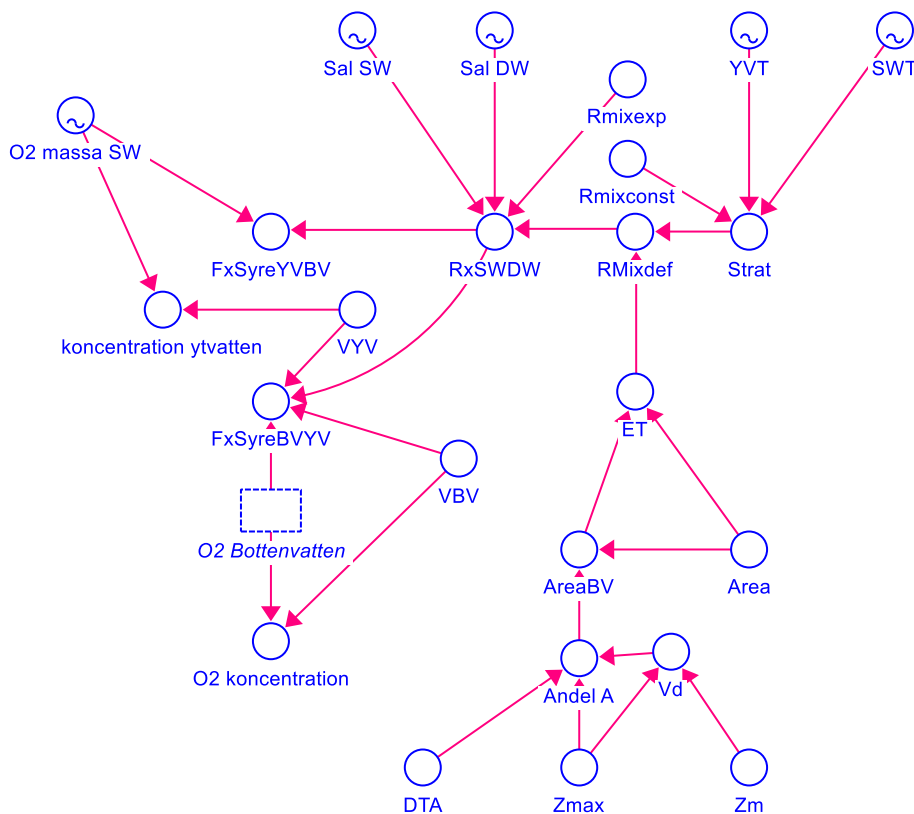 Sal SW
Sal DW
YVT
SWT
Rmixexp
O2 massa SW
Rmixconst
FxSyreYVBV
RxSWDW
RMixdef
Strat
koncentration ytvatten
VYV
FxSyreBVYV
ET
VBV
O2 Bottenvatten
AreaBV
Area
O2 koncentration
Andel A
Vd
DTA
Zmax
Zm